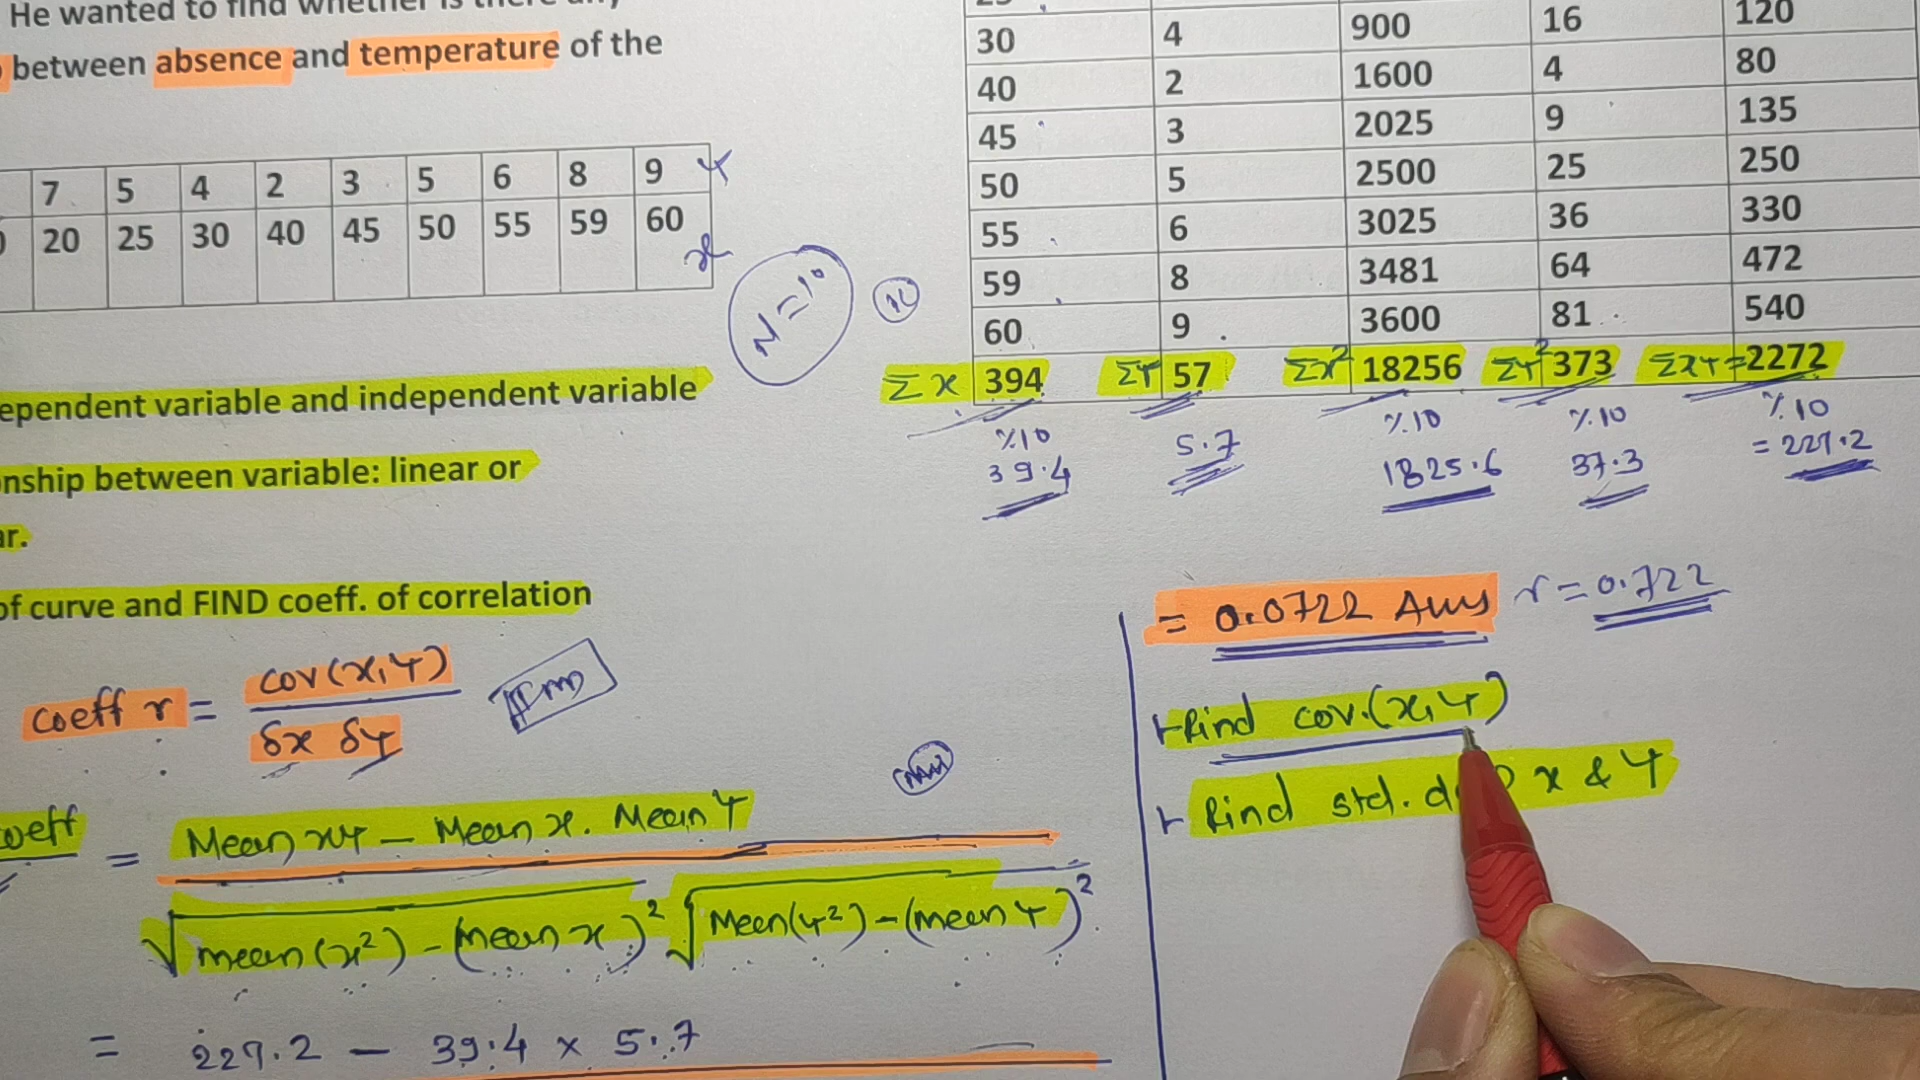 He wanted to find whether is there any
between absence and temperature of the
7 5 4 2 3 5 6 8 9 Y
20 25 30 40 45 50 55 59 60 x
N=10
ependent variable and independent variable
nship between variable: linear or
ar.
of curve and FIND coeff. of correlation
coeff r = cov(x,y) / δx δy
oeff = Mean xy - Mean x. Mean y
√mean(x²) - (mean x)² √Mean(y²) - (mean y)²
= 227.2 - 39.4 x 5.7
25
30 4 900 16 120
40 2 1600 4 80
45 3 2025 9 135
50 5 2500 25 250
55 6 3025 36 330
59 8 3481 64 472
60 9 3600 81 540
Σx 394 Σy 57 Σx² 18256 Σy² 373 Σxy = 2272
%10 %10 %10 %10
39.4 5.7 1825.6 37.3 = 227.2
= 0.0722 Ans r = 0.722
Find cov.(x,y)
Find std. d x & y